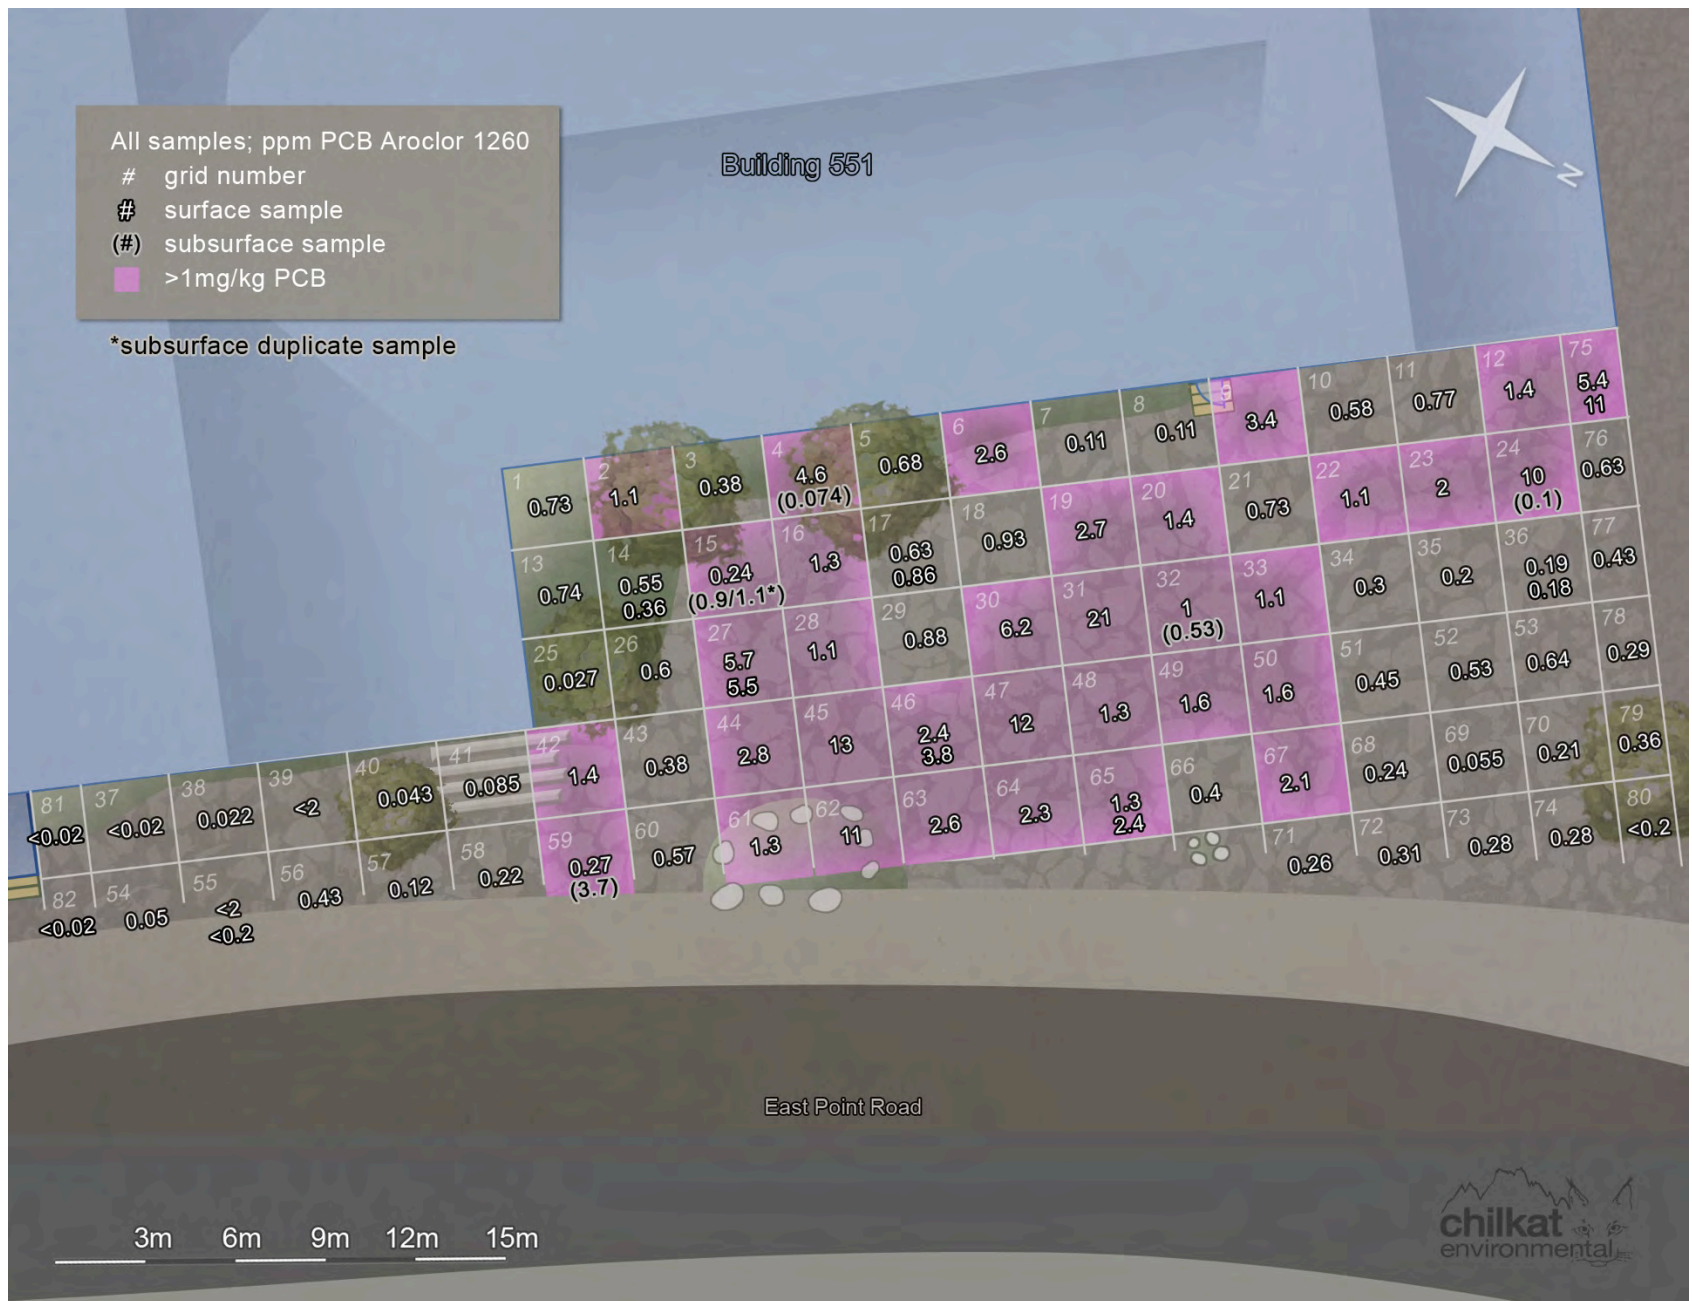 All samples; ppm PCB Aroclor 1260
# grid number
# surface sample
(#) subsurface sample
>1mg/kg PCB
*subsurface duplicate sample
Building 551
N
1 2 3 4 5 6 7 8 9 10 11 12 75
0.73 1.1 0.38 4.6 0.68 2.6 0.11 0.11 3.4 0.58 0.77 1.4 5.4
(0.074) 11
13 14 15 16 17 18 19 20 21 22 23 24 76
0.74 0.55 0.24 1.3 0.63 0.93 2.7 1.4 0.73 1.1 2 10 0.63
0.36 (0.9/1.1*) 0.86 (0.1)
25 26 27 28 29 30 31 32 33 34 35 36 77
0.027 0.6 5.7 1.1 0.88 6.2 21 1 1.1 0.3 0.2 0.19 0.43
5.5 (0.53) 0.18
81 37 38 39 40 41 42 43 44 45 46 47 48 49 50 51 52 53 78
<0.02 <0.02 0.022 <2 0.043 0.085 1.4 0.38 2.8 13 2.4 12 1.3 1.6 1.6 0.45 0.53 0.64 0.29
3.8
82 54 55 56 57 58 59 60 61 62 63 64 65 66 67 68 69 70 79
<0.02 0.05 <2 0.43 0.12 0.22 0.27 0.57 1.3 11 2.6 2.3 1.3 0.4 2.1 0.24 0.055 0.21 0.36
<0.2 (3.7) 2.4
71 72 73 74 80
0.26 0.31 0.28 0.28 <0.2
East Point Road
3m 6m 9m 12m 15m
chilkat
environmental